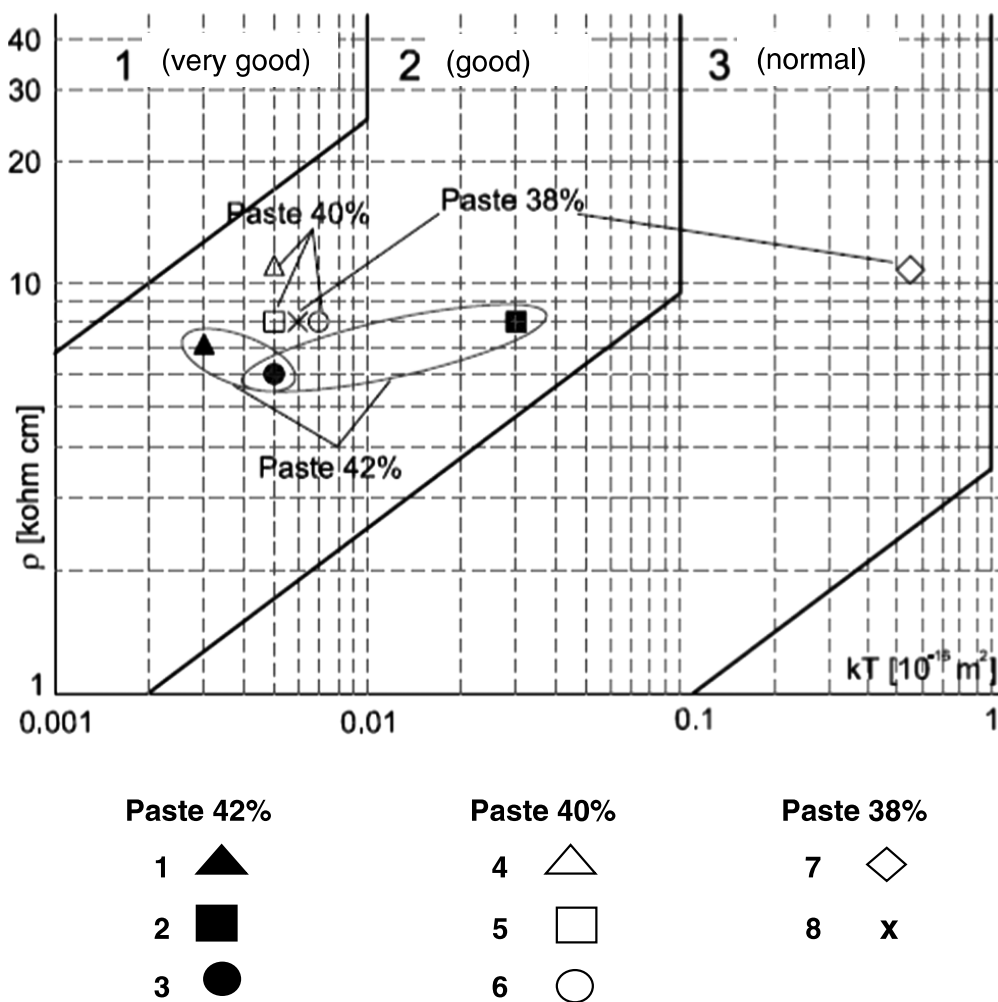 40
1 (very good) 2 (good) 3 (normal)
30
20
Paste 40%
Paste 38%
10
Paste 42%
ρ [kohm cm]
kT [10⁻¹⁶ m²]
1
0.001 0.01 0.1 1
Paste 42% Paste 40% Paste 38%
1 4 7
2 5 8 x
3 6